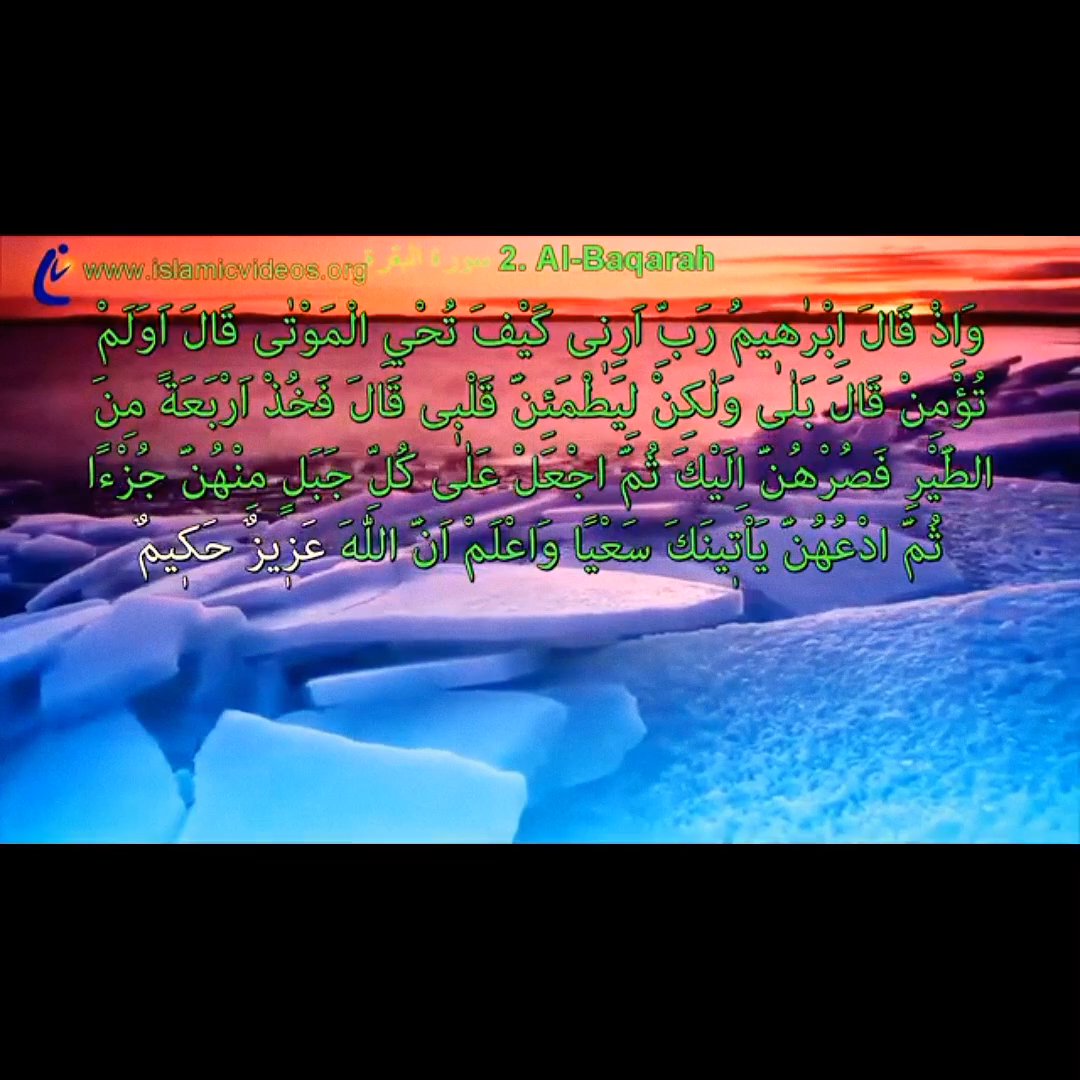 www.islamicvideos.org سورة البقرة 2. Al-Baqarah
وَاِذْ قَالَ اِبْرٰهٖيمُ رَبِّ اَرِنٖى كَيْفَ تُحْيِ الْمَوْتٰى قَالَ اَوَلَمْ
تُؤْمِنْ قَالَ بَلٰى وَلٰكِنْ لِيَطْمَئِنَّ قَلْبٖى قَالَ فَخُذْ اَرْبَعَةً مِنَ
الطَّيْرِ فَصُرْهُنَّ اِلَيْكَ ثُمَّ اجْعَلْ عَلٰى كُلِّ جَبَلٍ مِنْهُنَّ جُزْءًا
ثُمَّ ادْعُهُنَّ يَاْتٖينَكَ سَعْيًا وَاعْلَمْ اَنَّ اللّٰهَ عَزٖيزٌ حَكٖيمٌ